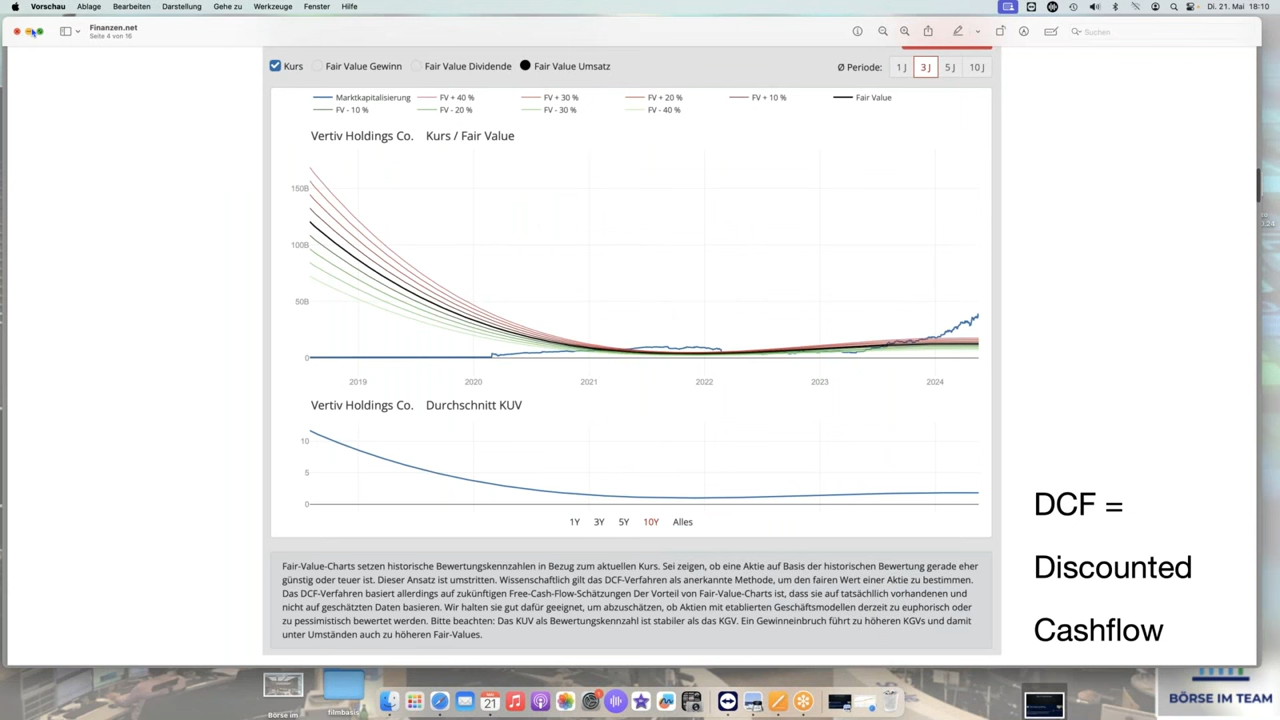 Vorschau Ablage Bearbeiten Darstellung Gehe zu Werkzeuge Fenster Hilfe
Di. 21. Mai 18:10
Finanzen.net
Seite 4 von 16
Suchen
Kurs Fair Value Gewinn Fair Value Dividende Fair Value Umsatz
Ø Periode: 1 J 3 J 5 J 10 J
Marktkapitalisierung FV + 40 % FV + 30 % FV + 20 % FV + 10 % Fair Value
FV - 10 % FV - 20 % FV - 30 % FV - 40 %
Vertiv Holdings Co. Kurs / Fair Value
150B
100B
50B
0
2019 2020 2021 2022 2023 2024
Vertiv Holdings Co. Durchschnitt KUV
10
5
0
1Y 3Y 5Y 10Y Alles
Fair-Value-Charts setzen historische Bewertungskennzahlen in Bezug zum aktuellen Kurs. Sei zeigen, ob eine Aktie auf Basis der historischen Bewertung gerade eher
günstig oder teuer ist. Dieser Ansatz ist umstritten. Wissenschaftlich gilt das DCF-Verfahren als anerkannte Methode, um den fairen Wert einer Aktie zu bestimmen.
Das DCF-Verfahren basiert allerdings auf zukünftigen Free-Cash-Flow-Schätzungen Der Vorteil von Fair-Value-Charts ist, dass sie auf tatsächllich vorhandenen und
nicht auf geschätzten Daten basieren. Wir halten sie gut dafür geeignet, um abzuschätzen, ob Aktien mit etablierten Geschäftsmodellen derzeit zu euphorisch oder
zu pessimistisch bewertet werden. Bitte beachten: Das KUV als Bewertungskennzahl ist stabiler als das KGV. Ein Gewinneinbruch führt zu höheren KGVs und damit
unter Umständen auch zu höheren Fair-Values.
DCF =
Discounted
Cashflow
21
Börse im
filmbasis
BÖRSE IM TEAM